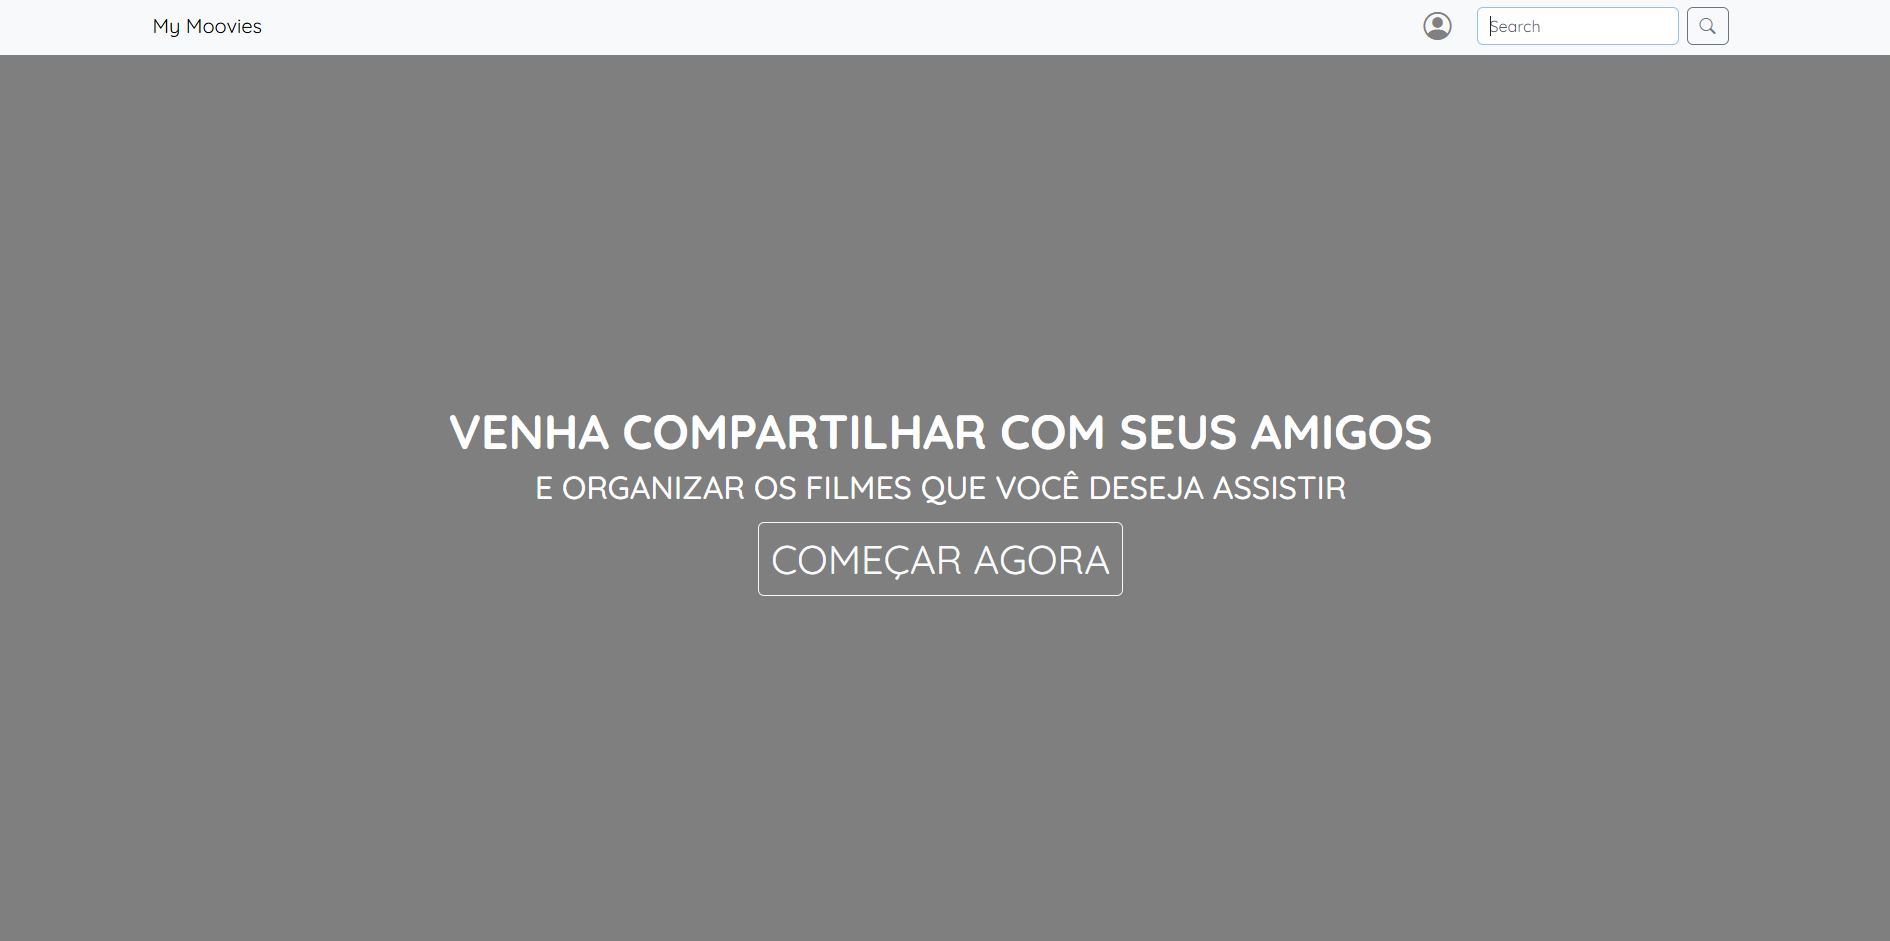 My Moovies
Search
VENHA COMPARTILHAR COM SEUS AMIGOS
E ORGANIZAR OS FILMES QUE VOCÊ DESEJA ASSISTIR
COMEÇAR AGORA